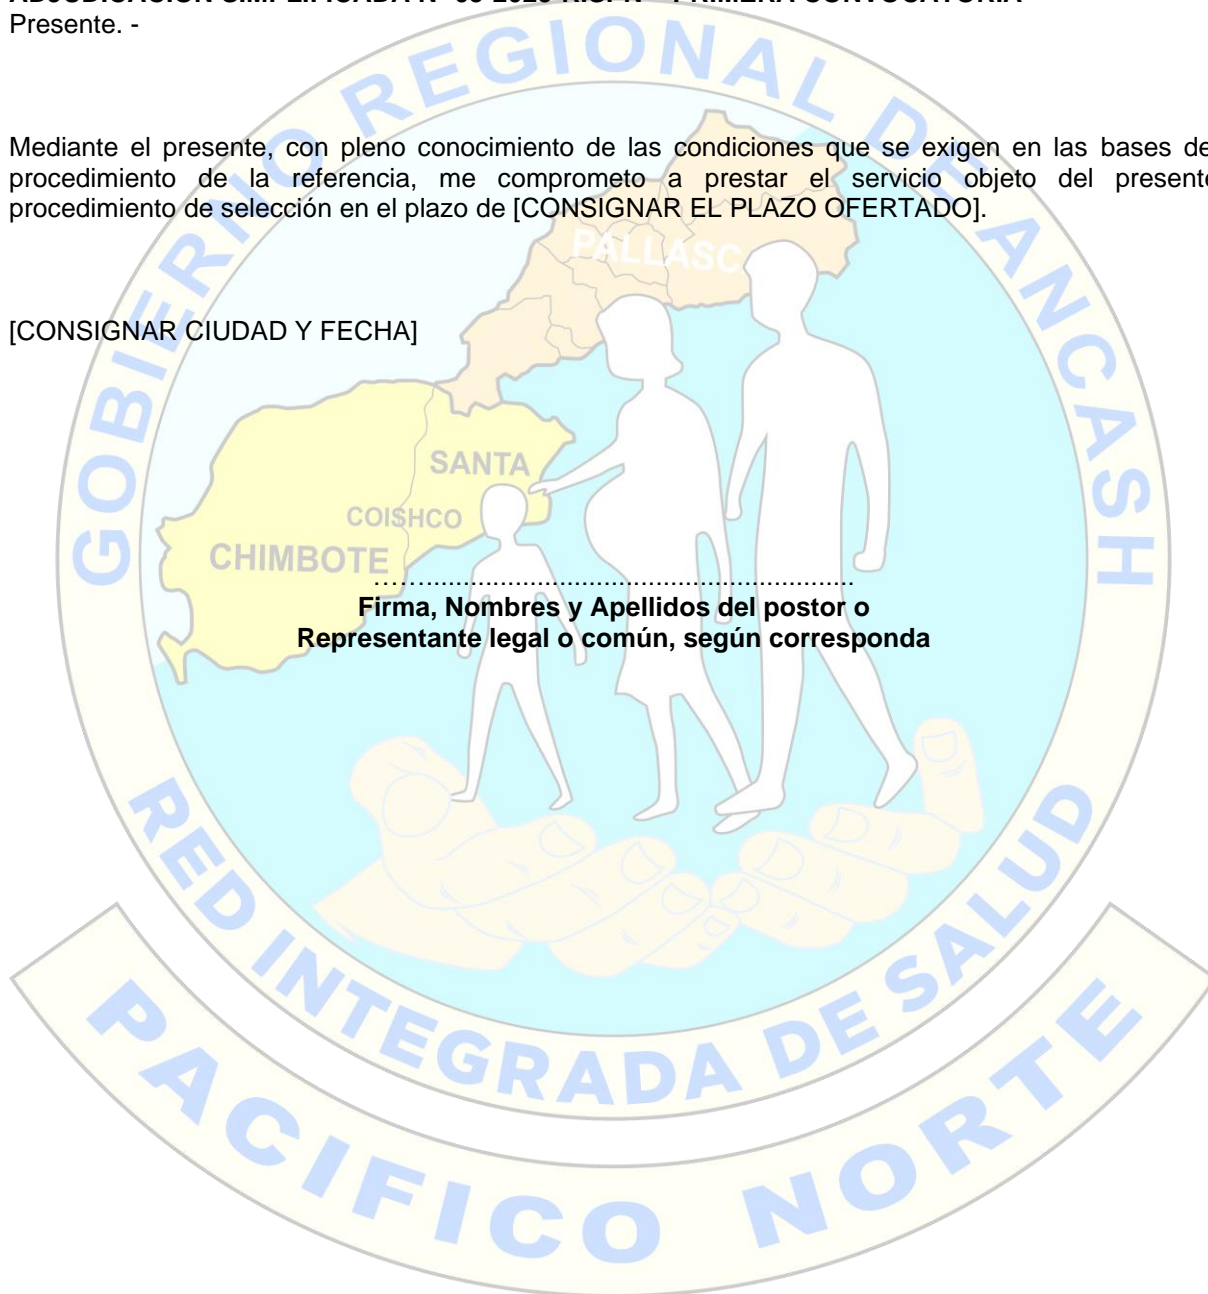 Presente. -
Mediante el presente, con pleno conocimiento de las condiciones que se exigen en las bases de
procedimiento de la referencia, me comprometo a prestar el servicio objeto del present
procedimiento de selección en el plazo de [CONSIGNAR EL PLAZO OFERTADO].
[CONSIGNAR CIUDAD Y FECHA]
GOBIERNO REGIONAL DE ANCASH
PALLASC
SANTA
COISHCO
CHIMBOTE
…….............................................................
Firma, Nombres y Apellidos del postor o
Representante legal o común, según corresponda
RED INTEGRADA DE SALUD
PACIFICO NORTE